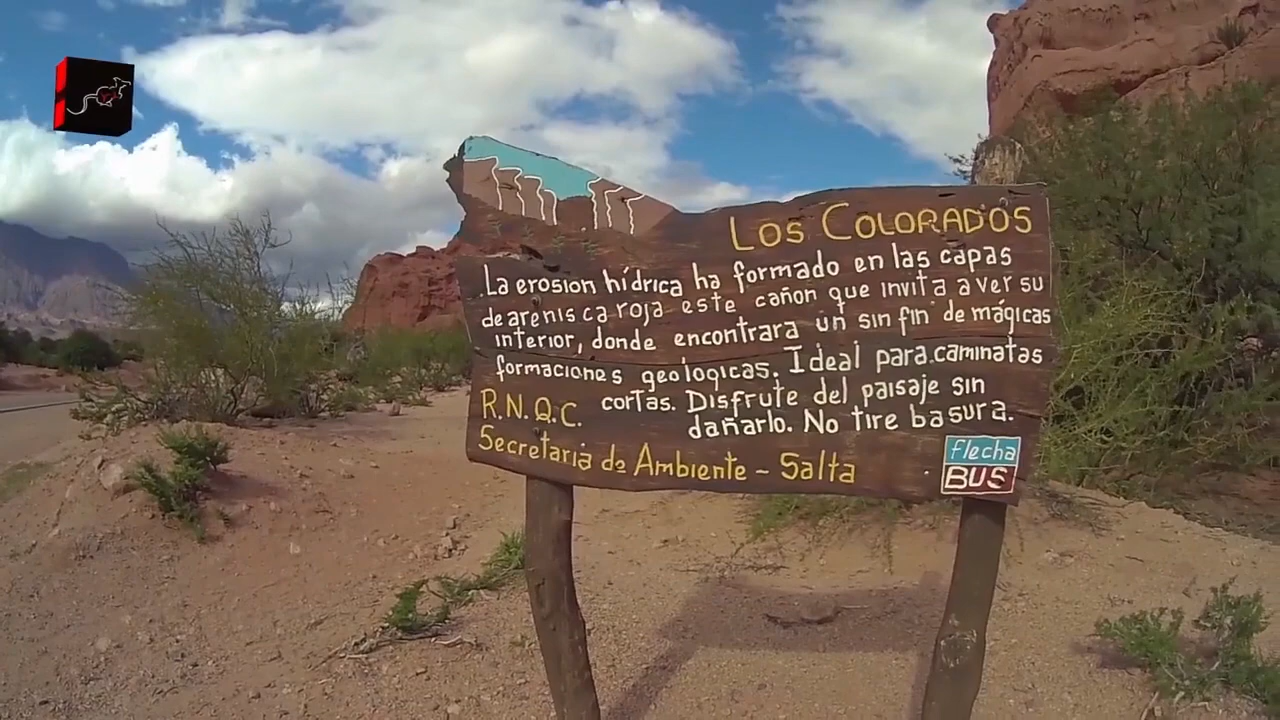 LOS COLORADOS
La erosion hídrica ha formado en las capas
de arenisca roja este cañon que invita a ver su
interior, donde encontrara un sin fin de mágicas
formaciones geologicas. Ideal para caminatas
cortas. Disfrute del paisaje sin
dañarlo. No tire basura.
R.N.Q.C.
Secretaria de Ambiente - Salta
flecha
BUS